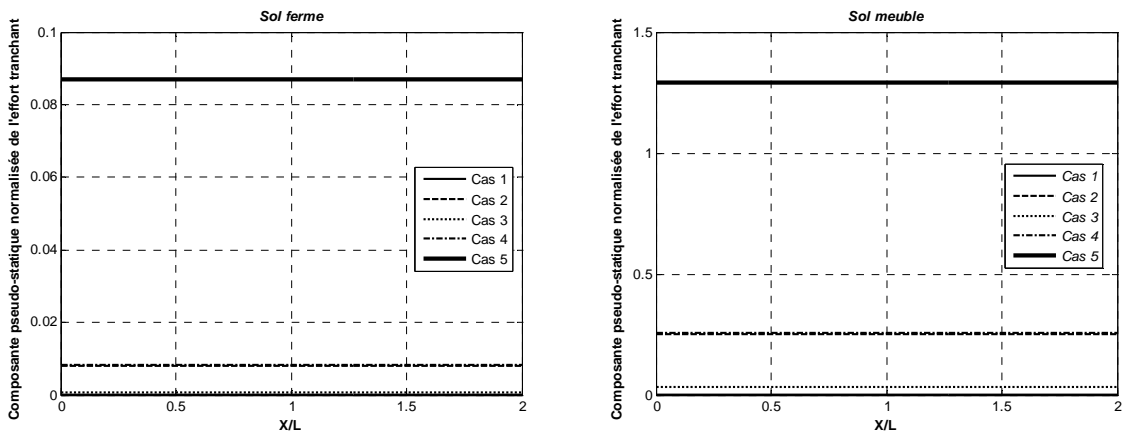 Sol ferme
Composante pseudo-statique normalisée de l'effort tranchant
0.1
0.08
0.06
0.04
0.02
0
0 0.5 1 1.5 2
X/L
Cas 1
Cas 2
Cas 3
Cas 4
Cas 5
Sol meuble
Composante pseudo-statique normalisée de l'effort tranchant
1.5
1
0.5
0
0 0.5 1 1.5 2
X/L
Cas 1
Cas 2
Cas 3
Cas 4
Cas 5